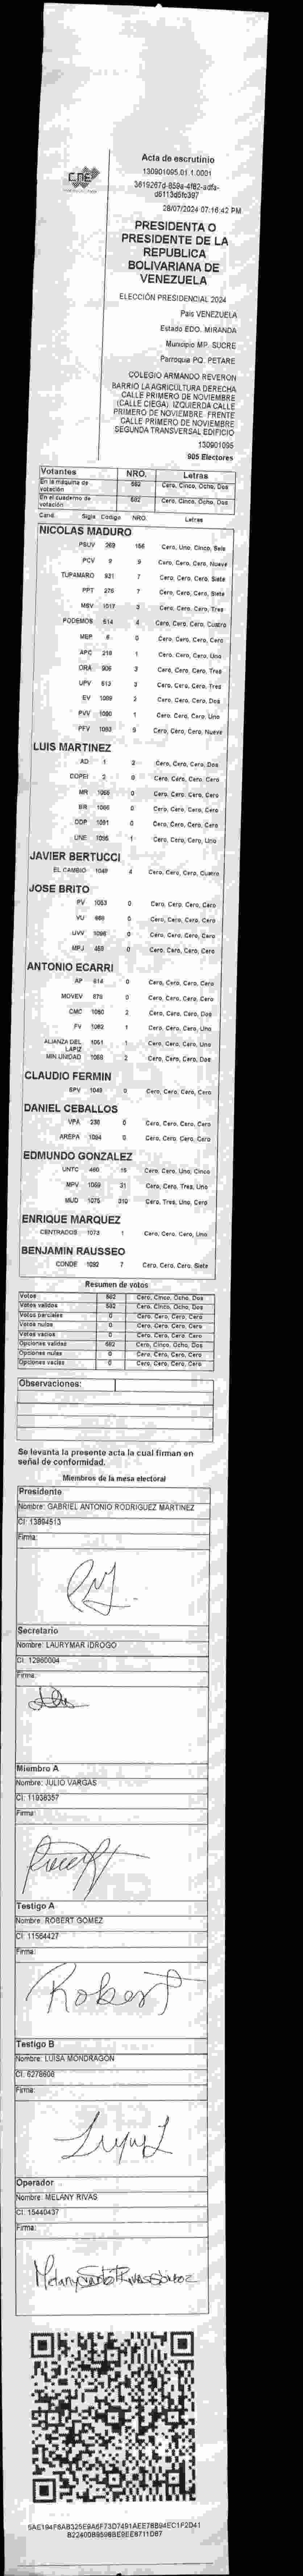 CNE
Acta de escrutinio
130901095.01.1.0001
28/07/2024 07:16:42 PM
PRESIDENTA O
PRESIDENTE DE LA
REPUBLICA
BOLIVARIANA DE
VENEZUELA
ELECCIÓN PRESIDENCIAL 2024
País VENEZUELA
Estado EDO. MIRANDA
Municipio MP. SUCRE
Parroquia PQ. PETARE
COLEGIO ARMANDO REVERON
BARRIO LA AGRICULTURA DERECHA
CALLE PRIMERO DE NOVIEMBRE
(CALLE CIEGA). IZQUIERDA CALLE
PRIMERO DE NOVIEMBRE. FRENTE
CALLE PRIMERO DE NOVIEMBRE
SEGUNDA TRANSVERSAL EDIFICIO
130901095
905 Electores
Votantes NRO. Letras
En la máquina de votación 582 Cero, Cinco, Ocho, Dos
En el cuaderno de votación 582 Cero, Cinco, Ocho, Dos
Cand. Sigla Código NRO. Letras
NICOLAS MADURO
PSUV 269 156 Cero, Uno, Cinco, Seis
PCV 9 9 Cero, Cero, Cero, Nueve
TUPAMARO 931 7 Cero, Cero, Cero, Siete
PPT 276 7 Cero, Cero, Cero, Siete
MSV 1017 3 Cero, Cero, Cero, Tres
PODEMOS 514 4 Cero, Cero, Cero, Cuatro
MEP 6 0 Cero, Cero, Cero, Cero
APC 218 1 Cero, Cero, Cero, Uno
ORA 906 3 Cero, Cero, Cero, Tres
UPV 613 3 Cero, Cero, Cero, Tres
EV 1089 2 Cero, Cero, Cero, Dos
PVV 1090 1 Cero, Cero, Cero, Uno
PFV 1093 9 Cero, Cero, Cero, Nueve
LUIS MARTINEZ
AD 1 2 Cero, Cero, Cero, Dos
COPEI 2 0 Cero, Cero, Cero, Cero
MR 1068 0 Cero, Cero, Cero, Cero
BR 1066 0 Cero, Cero, Cero, Cero
DDP 1091 0 Cero, Cero, Cero, Cero
UNE 1095 1 Cero, Cero, Cero, Uno
JAVIER BERTUCCI
EL CAMBIO 1048 4 Cero, Cero, Cero, Cuatro
JOSE BRITO
PV 1053 0 Cero, Cero, Cero, Cero
VU 988 0 Cero, Cero, Cero, Cero
UVV 1096 0 Cero, Cero, Cero, Cero
MPJ 459 0 Cero, Cero, Cero, Cero
ANTONIO ECARRI
AP 914 0 Cero, Cero, Cero, Cero
MOVEV 879 0 Cero, Cero, Cero, Cero
CMC 1080 2 Cero, Cero, Cero, Dos
FV 1082 1 Cero, Cero, Cero, Uno
ALIANZA DEL LAPIZ 1051 1 Cero, Cero, Cero, Uno
MIN UNIDAD 1088 2 Cero, Cero, Cero, Dos
CLAUDIO FERMIN
SPV 1049 0 Cero, Cero, Cero, Cero
DANIEL CEBALLOS
VPA 238 0 Cero, Cero, Cero, Cero
AREPA 1094 0 Cero, Cero, Cero, Cero
EDMUNDO GONZALEZ
UNTC 460 15 Cero, Cero, Uno, Cinco
MPV 1059 31 Cero, Cero, Tres, Uno
MUD 1075 310 Cero, Tres, Uno, Cero
ENRIQUE MARQUEZ
CENTRADOS 1073 1 Cero, Cero, Cero, Uno
BENJAMIN RAUSSEO
CONDE 1092 7 Cero, Cero, Cero, Siete
Resumen de votos
Votos 582 Cero, Cinco, Ocho, Dos
Votos validos 582 Cero, Cinco, Ocho, Dos
Votos parciales 0 Cero, Cero, Cero, Cero
Votos nulos 0 Cero, Cero, Cero, Cero
Votos vacios 0 Cero, Cero, Cero, Cero
Opciones validas 582 Cero, Cinco, Ocho, Dos
Opciones nulas 0 Cero, Cero, Cero, Cero
Opciones vacias 0 Cero, Cero, Cero, Cero
Observaciones:
Se levanta la presente acta la cual firman en
señal de conformidad.
Miembros de la mesa electoral
Presidente
Nombre: GABRIEL ANTONIO RODRIGUEZ MARTINEZ
CI: 13894513
Firma:
Secretario
Nombre: LAURYMAR IDROGO
CI: 12960084
Firma:
Miembro A
Nombre: JULIO VARGAS
CI: 11938357
Firma:
Testigo A
Nombre: ROBERT GOMEZ
CI: 11564427
Firma:
Robert
Testigo B
Nombre: LUISA MONDRAGON
CI: 6278606
Firma:
Operador
Nombre: MELANY RIVAS
CI: 15440437
Firma: